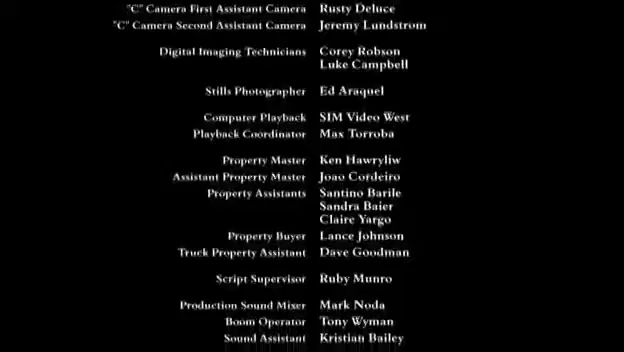 "C" Camera First Assistant Camera Rusty Deluce
"C" Camera Second Assistant Camera Jeremy Lundstrom
Digital Imaging Technicians Corey Robson
Luke Campbell
Stills Photographer Ed Araquel
Computer Playback SIM Video West
Playback Coordinator Max Torroba
Property Master Ken Hawryliw
Assistant Property Master Joao Cordeiro
Property Assistants Santino Barile
Sandra Baier
Claire Yargo
Property Buyer Lance Johnson
Truck Property Assistant Dave Goodman
Script Supervisor Ruby Munro
Production Sound Mixer Mark Noda
Boom Operator Tony Wyman
Sound Assistant Kristian Bailey